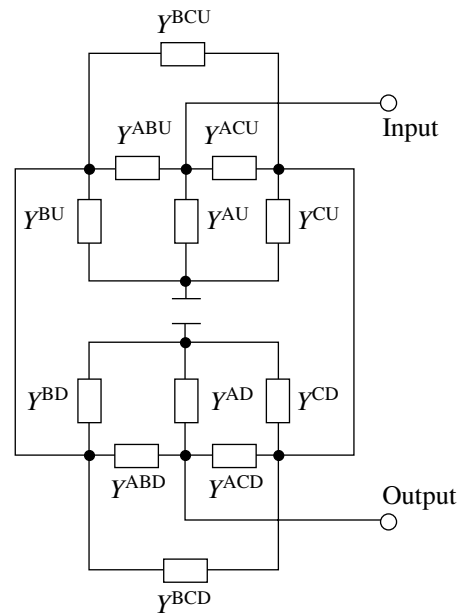 Y^BCU
Input
Y^ABU Y^ACU
Y^BU Y^AU Y^CU
Y^BD Y^AD Y^CD
Y^ABD Y^ACD
Output
Y^BCD